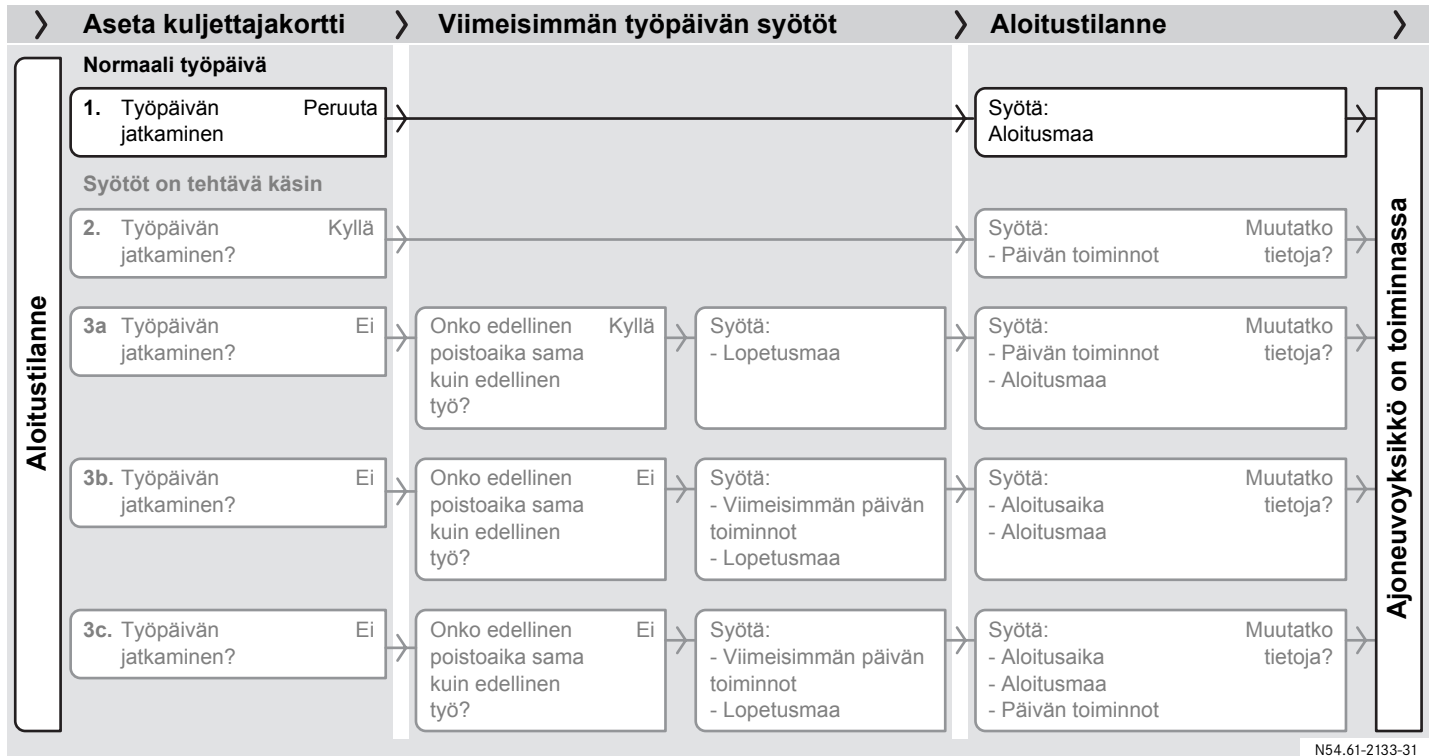 Aseta kuljettajakortti
Viimeisimmän työpäivän syötöt
Aloitustilanne
Aloitustilanne
Normaali työpäivä
1. Työpäivän Peruuta
jatkaminen
Syötä:
Aloitusmaa
Syötöt on tehtävä käsin
2. Työpäivän Kyllä
jatkaminen?
Syötä: Muutatko
- Päivän toiminnot tietoja?
3a Työpäivän Ei
jatkaminen?
Onko edellinen Kyllä
poistoaika sama
kuin edellinen
työ?
Syötä:
- Lopetusmaa
Syötä: Muutatko
- Päivän toiminnot tietoja?
- Aloitusmaa
3b. Työpäivän Ei
jatkaminen?
Onko edellinen Ei
poistoaika sama
kuin edellinen
työ?
Syötä:
- Viimeisimmän päivän
toiminnot
- Lopetusmaa
Syötä: Muutatko
- Aloitusaika tietoja?
- Aloitusmaa
3c. Työpäivän Ei
jatkaminen?
Onko edellinen Ei
poistoaika sama
kuin edellinen
työ?
Syötä:
- Viimeisimmän päivän
toiminnot
- Lopetusmaa
Syötä: Muutatko
- Aloitusaika tietoja?
- Aloitusmaa
- Päivän toiminnot
Ajoneuvoyksikkö on toiminnassa
N54.61-2133-31